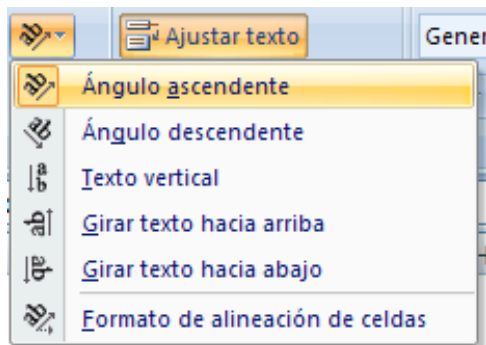 Ajustar texto
Gener
Ángulo ascendente
Ángulo descendente
Texto vertical
Girar texto hacia arriba
Girar texto hacia abajo
Formato de alineación de celdas